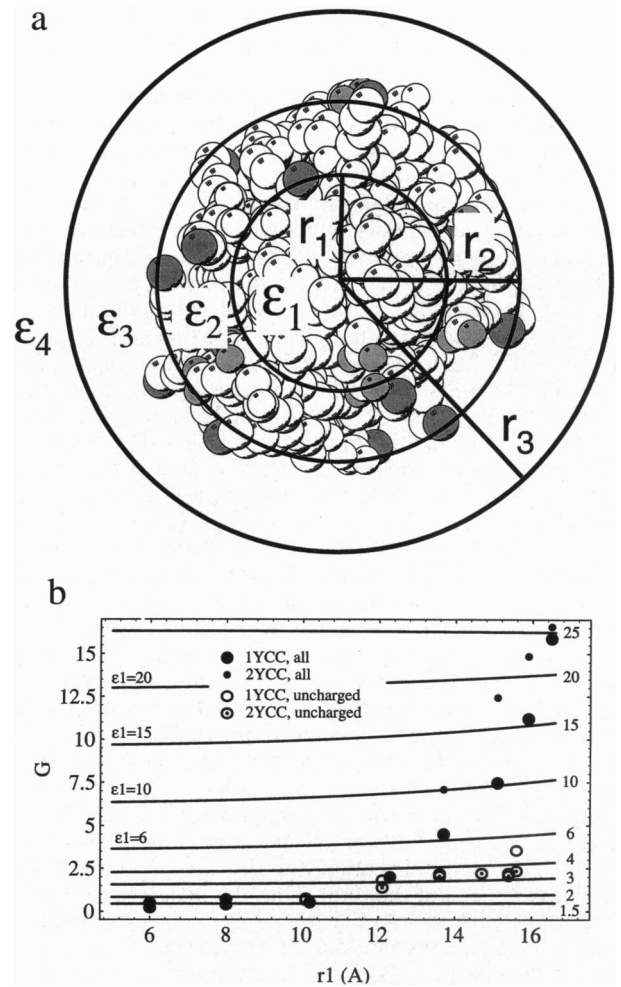 a
r1
r2
ε1
ε2
ε3
ε4
r3
b
15
12.5
10
7.5
5
2.5
0
G
ε1=20
ε1=15
ε1=10
ε1=6
1YCC, all
2YCC, all
1YCC, uncharged
2YCC, uncharged
25
20
15
10
6
4
3
2
1.5
6
8
10
12
14
16
r1 (A)